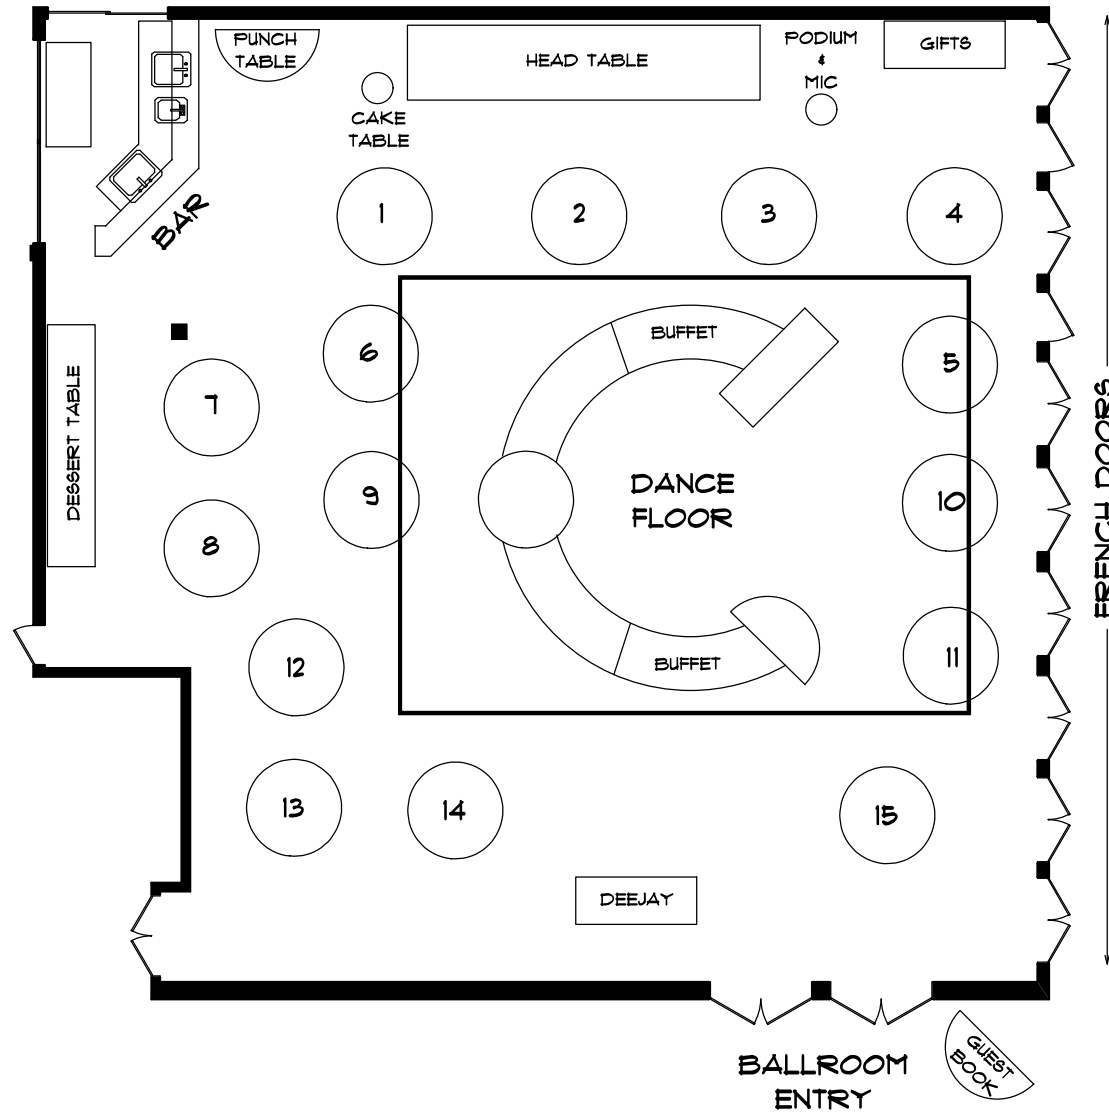 PUNCH
TABLE
HEAD TABLE
PODIUM
&
MIC
GIFTS
CAKE
TABLE
BAR
1
2
3
4
BUFFET
6
5
7
DESSERT TABLE
FRENCH DOORS
9
DANCE
FLOOR
10
8
12
BUFFET
11
13
14
15
DEEJAY
BALLROOM
ENTRY
GUEST
BOOK